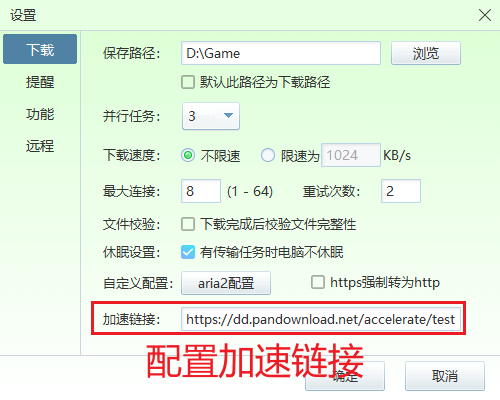 设置
下载
提醒
功能
远程
保存路径： D:\Game 浏览
默认此路径为下载路径
并行任务： 3
下载速度： 不限速 限速为 1024 KB/s
最大连接： 8 (1 - 64) 重试次数： 2
文件校验： 下载完成后校验文件完整性
休眠设置： 有传输任务时电脑不休眠
自定义配置： aria2配置 https强制转为http
加速链接： https://dd.pandownload.net/accelerate/test
配置加速链接
确定 取消